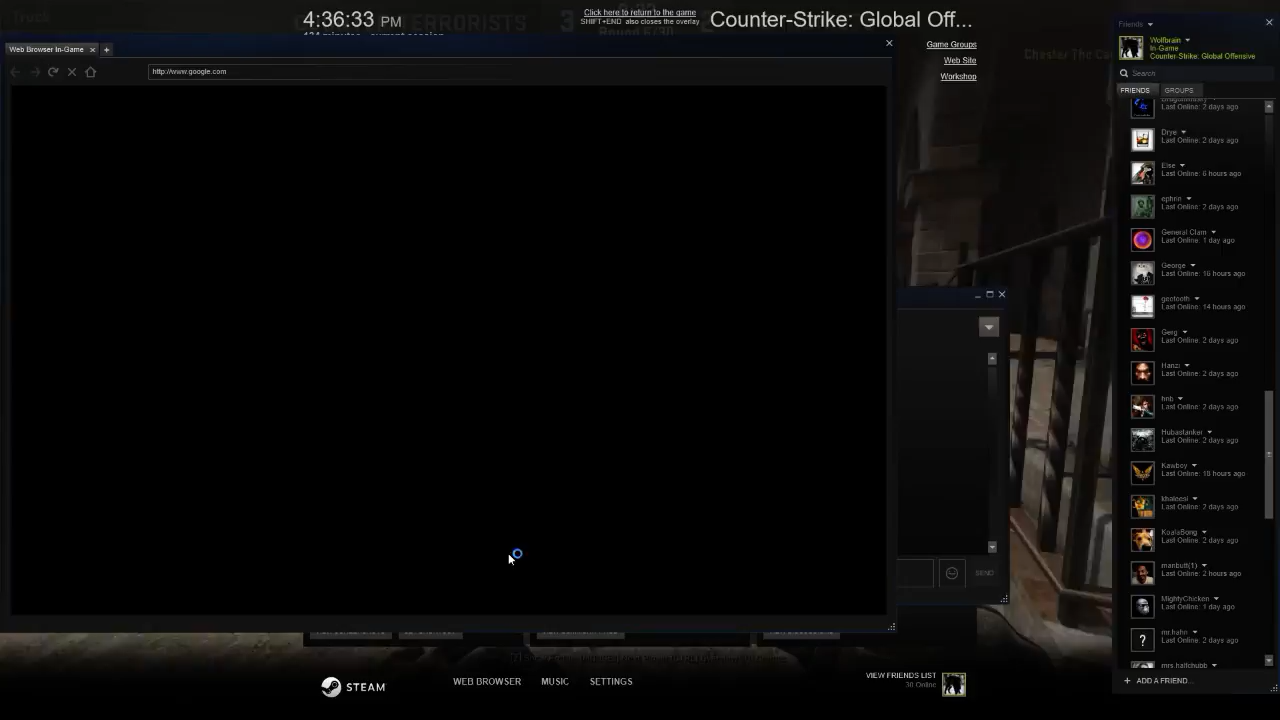 4:36:33 PM
Click here to return to the game
SHIFT+END also closes the overlay
Counter-Strike: Global Off...
TERRORISTS
Game Groups
Web Site
Workshop
Web Browser In-Game
http://www.google.com
Friends
Wolfbrain
In-Game
Counter-Strike: Global Offensive
Search
FRIENDS GROUPS
Last Online: 2 days ago
Drye
Last Online: 2 days ago
Else
Last Online: 6 hours ago
ephrin
Last Online: 2 days ago
General Clam
Last Online: 1 day ago
George
Last Online: 16 hours ago
geotooth
Last Online: 14 hours ago
Gerg
Last Online: 2 days ago
Hanzi
Last Online: 2 days ago
hnb
Last Online: 2 days ago
Hubastanker
Last Online: 2 days ago
Kawboy
Last Online: 18 hours ago
khaleesi
Last Online: 2 days ago
KoalaBong
Last Online: 2 days ago
manbutt(1)
Last Online: 2 hours ago
MightyChicken
Last Online: 1 day ago
mr.hahn
Last Online: 2 days ago
mrs.halfchubb
+ ADD A FRIEND...
SEND
STEAM
WEB BROWSER MUSIC SETTINGS
VIEW FRIENDS LIST
30 Online